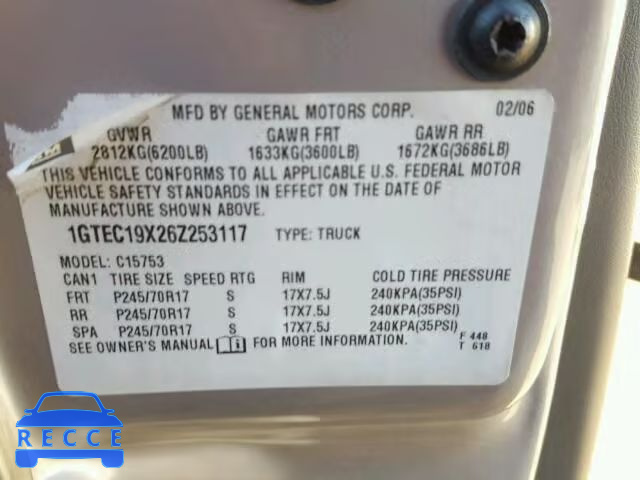 MFD BY GENERAL MOTORS CORP. 02/06
GVWR GAWR FRT GAWR RR
2812KG(6200LB) 1633KG(3600LB) 1672KG(3686LB)
THIS VEHICLE CONFORMS TO ALL APPLICABLE U.S. FEDERAL MOTOR
VEHICLE SAFETY STANDARDS IN EFFECT ON THE DATE OF
MANUFACTURE SHOWN ABOVE.
1GTEC19X26Z253117 TYPE: TRUCK
MODEL: C15753
CAN1 TIRE SIZE SPEED RTG RIM COLD TIRE PRESSURE
FRT P245/70R17 S 17X7.5J 240KPA(35PSI)
RR P245/70R17 S 17X7.5J 240KPA(35PSI)
SPA P245/70R17 S 17X7.5J 240KPA(35PSI)
SEE OWNER'S MANUAL FOR MORE INFORMATION.
F 448
T 618
RECCE